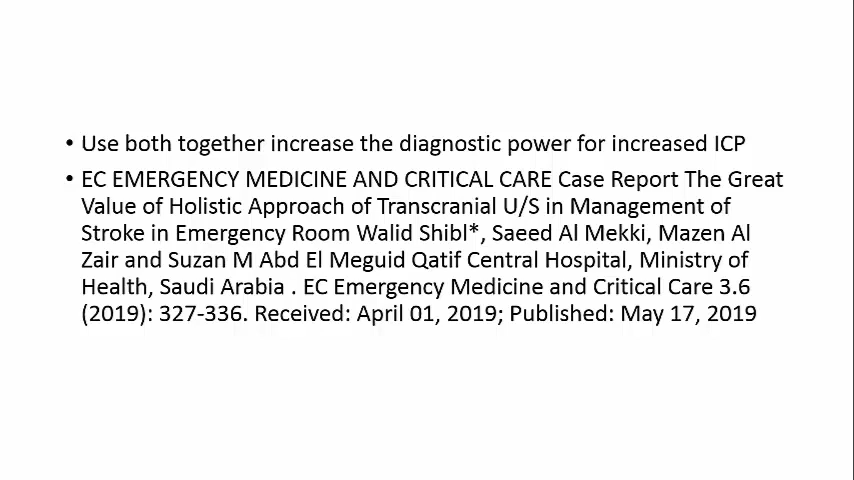 • Use both together increase the diagnostic power for increased ICP
• EC EMERGENCY MEDICINE AND CRITICAL CARE Case Report The Great
Value of Holistic Approach of Transcranial U/S in Management of
Stroke in Emergency Room Walid Shibl*, Saeed Al Mekki, Mazen Al
Zair and Suzan M Abd El Meguid Qatif Central Hospital, Ministry of
Health, Saudi Arabia . EC Emergency Medicine and Critical Care 3.6
(2019): 327-336. Received: April 01, 2019; Published: May 17, 2019